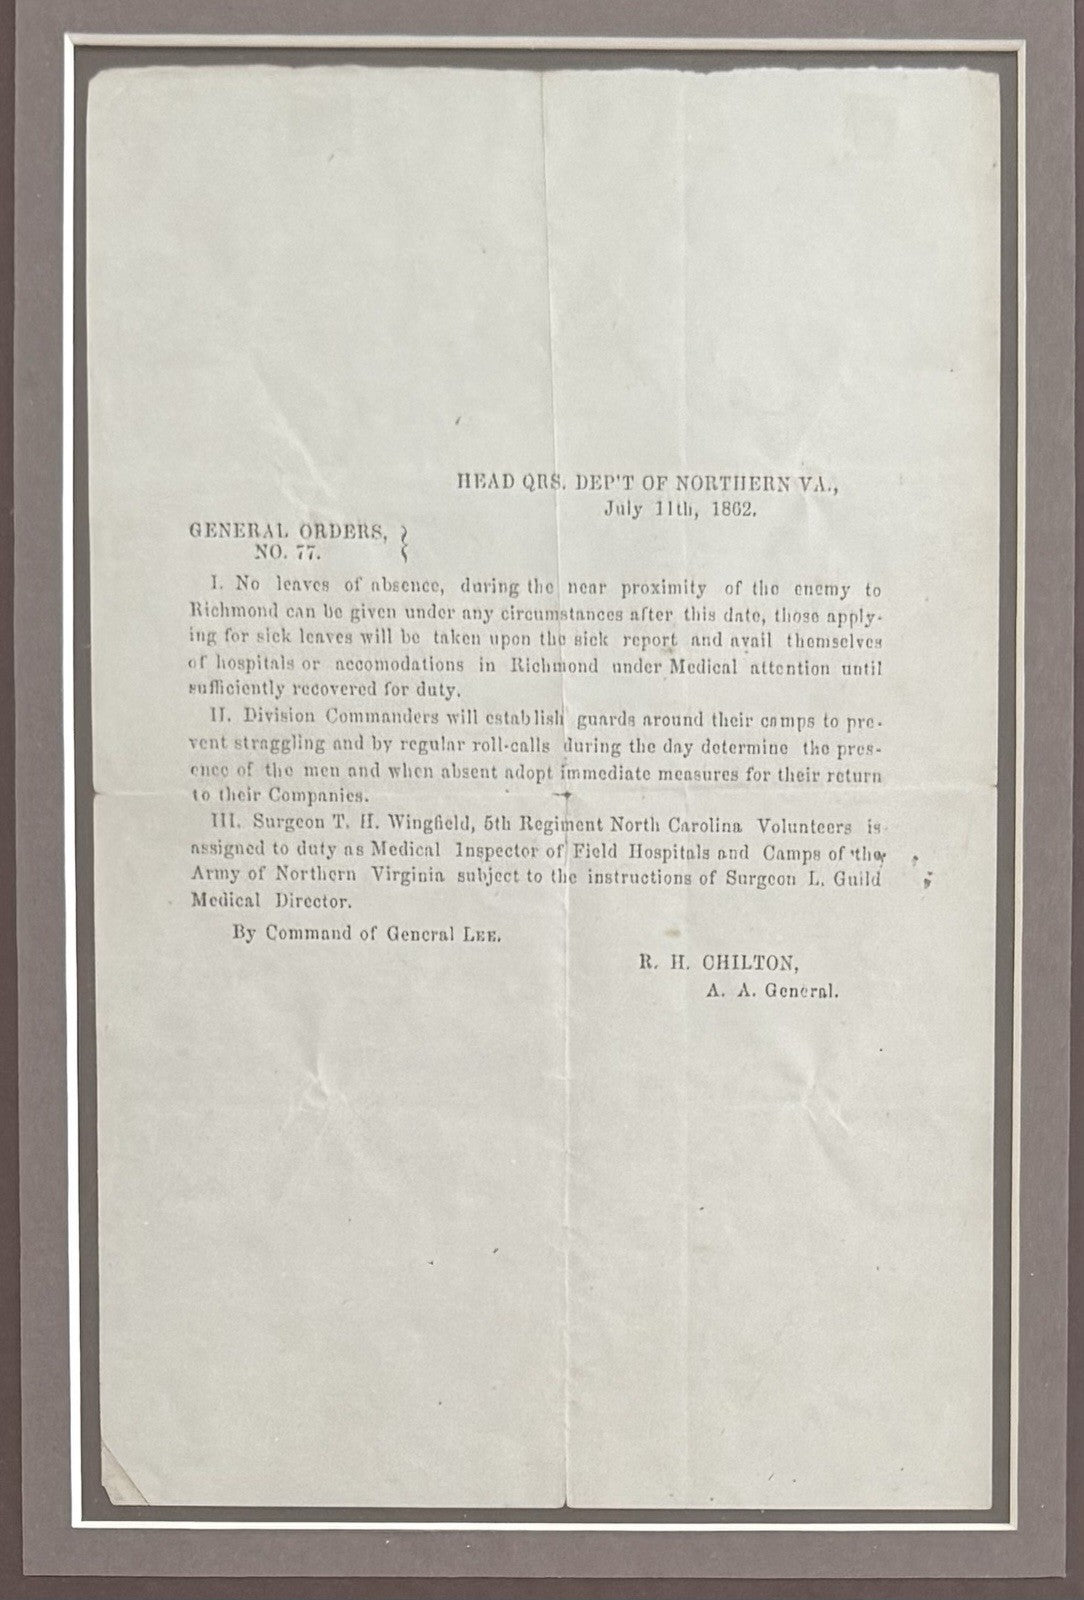 HEAD QRS. DEP'T OF NORTHERN VA.,
July 11th, 1862.
GENERAL ORDERS, }
NO. 77.
I. No leaves of absence, during the near proximity of the enemy to
Richmond can be given under any circumstances after this date, those apply-
ing for sick leaves will be taken upon the sick report and avail themselves
of hospitals or accomodations in Richmond under Medical attention until
sufficiently recovered for duty.
II. Division Commanders will establish guards around their camps to pre-
vent straggling and by regular roll-calls during the day determine the pres-
ence of the men and when absent adopt immediate measures for their return
to their Companies.
III. Surgeon T. H. Wingfield, 5th Regiment North Carolina Volunteers is
assigned to duty as Medical Inspector of Field Hospitals and Camps of the
Army of Northern Virginia subject to the instructions of Surgeon L. Guild
Medical Director.
By Command of General LEE.
R. H. CHILTON,
A. A. General.